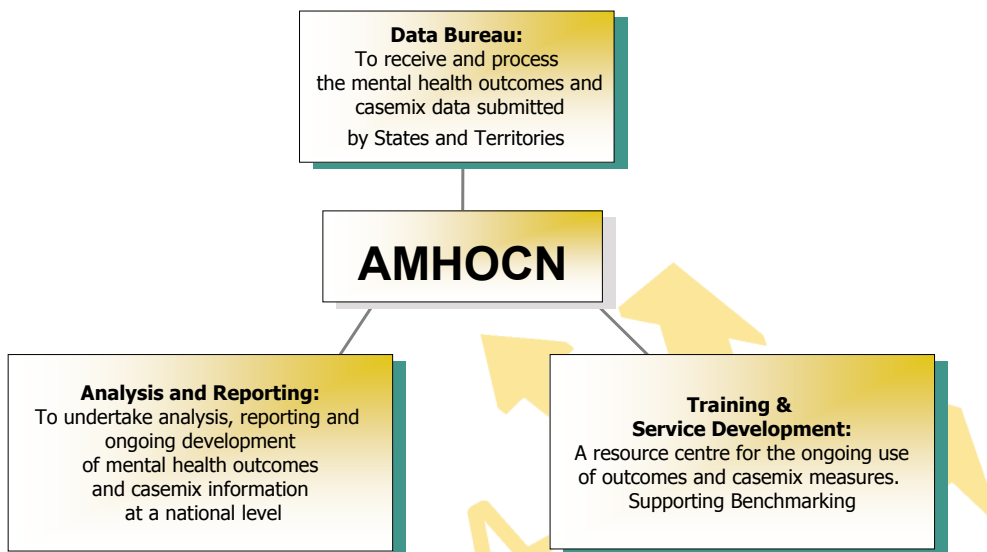 Data Bureau:
To receive and process
the mental health outcomes and
casemix data submitted
by States and Territories
AMHOCN
Analysis and Reporting:
To undertake analysis, reporting and
ongoing development
of mental health outcomes
and casemix information
at a national level
Training &
Service Development:
A resource centre for the ongoing use
of outcomes and casemix measures.
Supporting Benchmarking